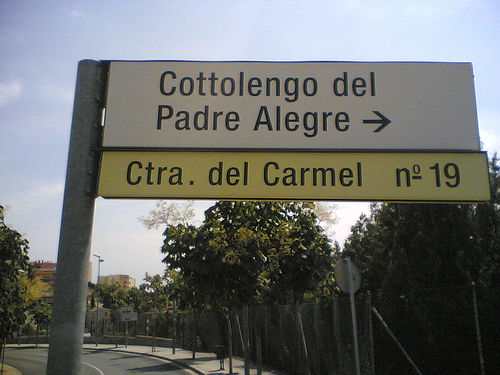 Cottolengo del
Padre Alegre →
Ctra. del Carmel nº 19